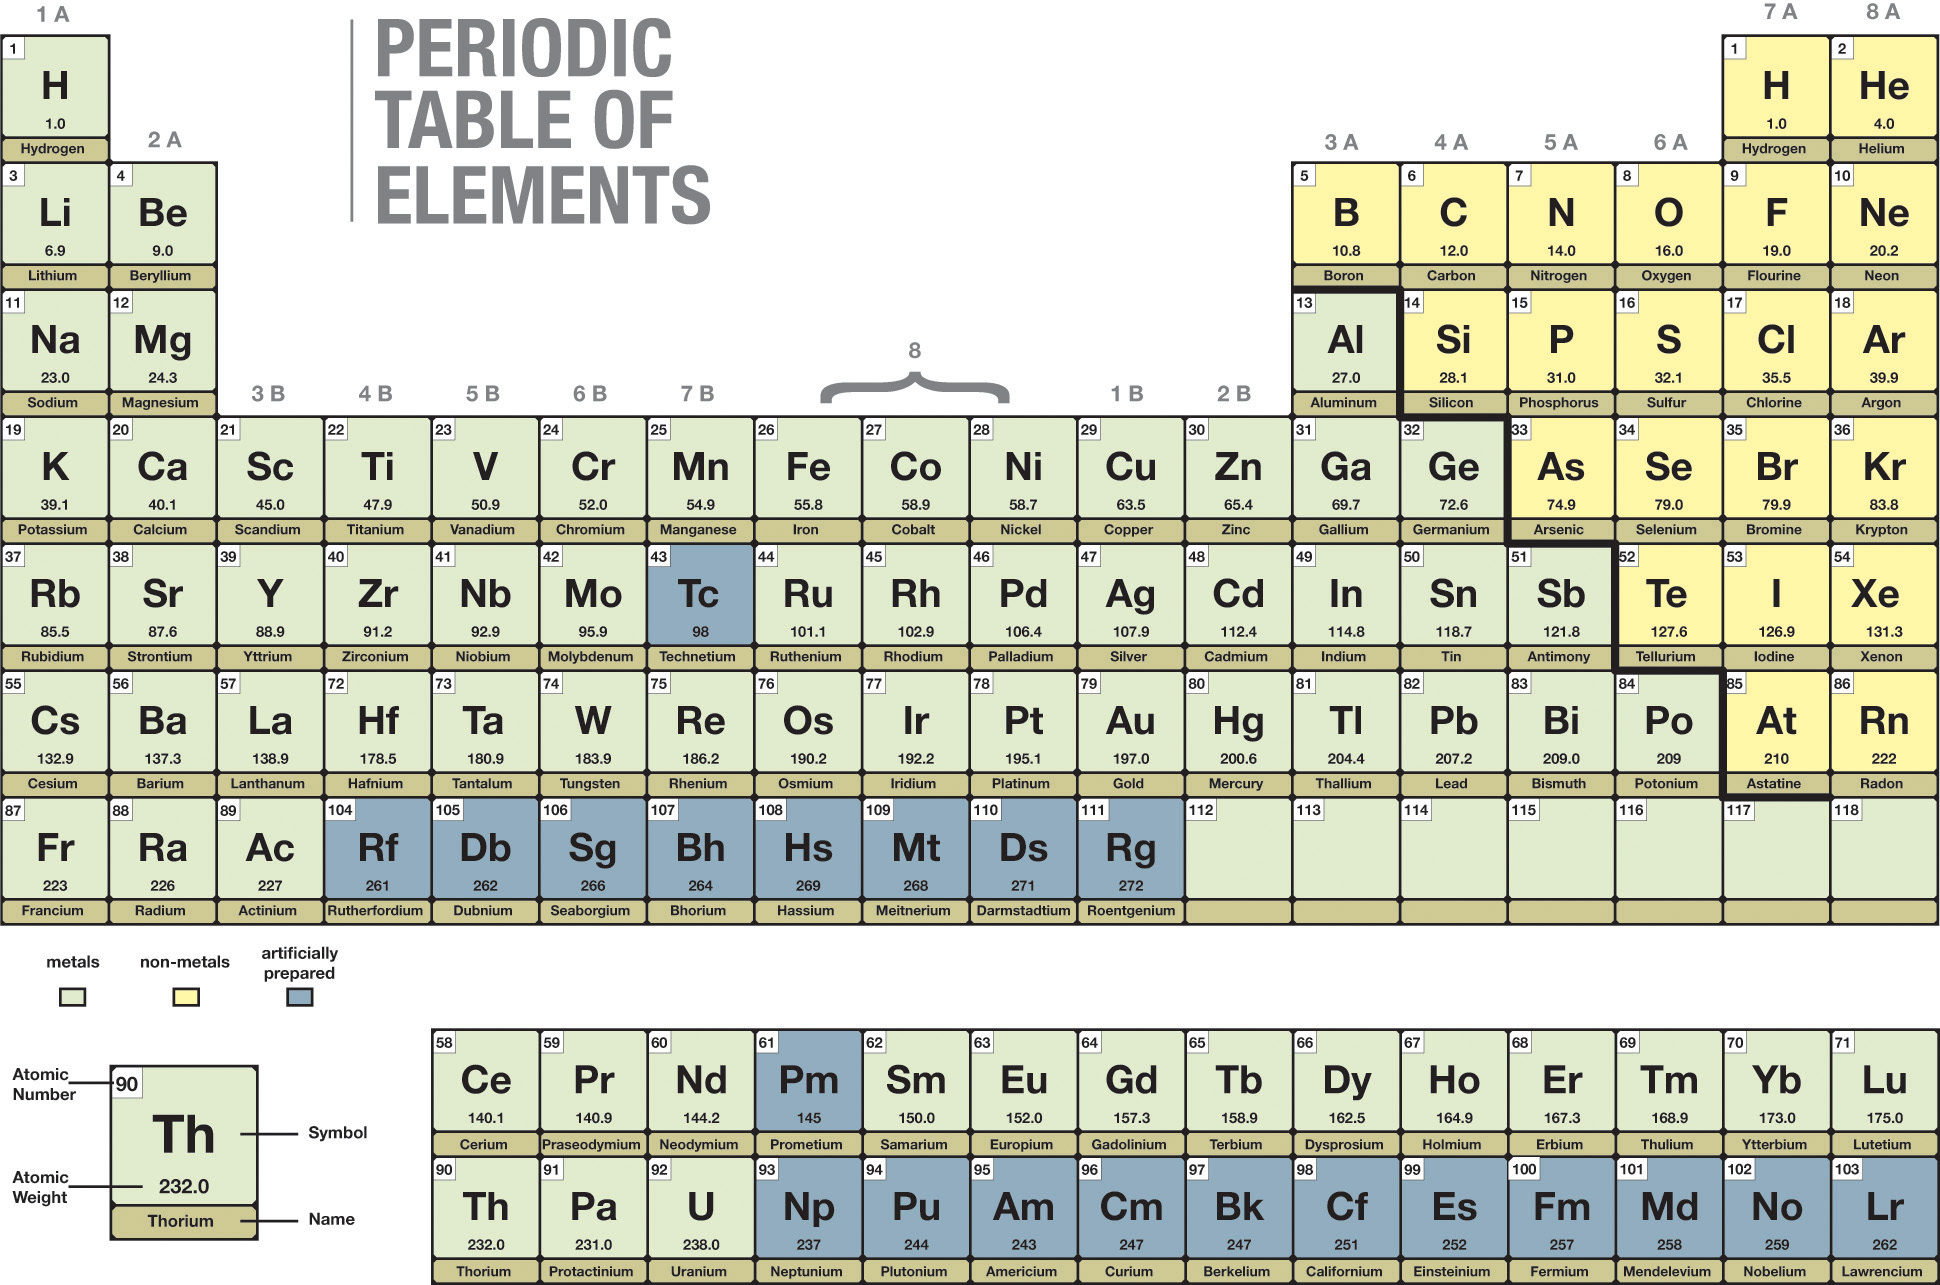 1 A
7 A
8 A
PERIODIC
TABLE OF
ELEMENTS
1 1 2
H H He
1.0 1.0 4.0
Hydrogen Hydrogen Helium
2 A
3 A 4 A 5 A 6 A
3 4 5 6 7 8 9 10
Li Be B C N O F Ne
6.9 9.0 10.8 12.0 14.0 16.0 19.0 20.2
Lithium Beryllium Boron Carbon Nitrogen Oxygen Flourine Neon
11 12 13 14 15 16 17 18
Na Mg Al Si P S Cl Ar
23.0 24.3 27.0 28.1 31.0 32.1 35.5 39.9
Sodium Magnesium Aluminum Silicon Phosphorus Sulfur Chlorine Argon
8
3 B 4 B 5 B 6 B 7 B 1 B 2 B
19 20 21 22 23 24 25 26 27 28 29 30 31 32 33 34 35 36
K Ca Sc Ti V Cr Mn Fe Co Ni Cu Zn Ga Ge As Se Br Kr
39.1 40.1 45.0 47.9 50.9 52.0 54.9 55.8 58.9 58.7 63.5 65.4 69.7 72.6 74.9 79.0 79.9 83.8
Potassium Calcium Scandium Titanium Vanadium Chromium Manganese Iron Cobalt Nickel Copper Zinc Gallium Germanium Arsenic Selenium Bromine Krypton
37 38 39 40 41 42 43 44 45 46 47 48 49 50 51 52 53 54
Rb Sr Y Zr Nb Mo Tc Ru Rh Pd Ag Cd In Sn Sb Te I Xe
85.5 87.6 88.9 91.2 92.9 95.9 98 101.1 102.9 106.4 107.9 112.4 114.8 118.7 121.8 127.6 126.9 131.3
Rubidium Strontium Yttrium Zirconium Niobium Molybdenum Technetium Ruthenium Rhodium Palladium Silver Cadmium Indium Tin Antimony Tellurium Iodine Xenon
55 56 57 72 73 74 75 76 77 78 79 80 81 82 83 84 85 86
Cs Ba La Hf Ta W Re Os Ir Pt Au Hg Tl Pb Bi Po At Rn
132.9 137.3 138.9 178.5 180.9 183.9 186.2 190.2 192.2 195.1 197.0 200.6 204.4 207.2 209.0 209 210 222
Cesium Barium Lanthanum Hafnium Tantalum Tungsten Rhenium Osmium Iridium Platinum Gold Mercury Thallium Lead Bismuth Potonium Astatine Radon
87 88 89 104 105 106 107 108 109 110 111 112 113 114 115 116 117 118
Fr Ra Ac Rf Db Sg Bh Hs Mt Ds Rg
223 226 227 261 262 266 264 269 268 271 272
Francium Radium Actinium Rutherfordium Dubnium Seaborgium Bhorium Hassium Meitnerium Darmstadtium Roentgenium
metals non-metals artificially
prepared
58 59 60 61 62 63 64 65 66 67 68 69 70 71
Ce Pr Nd Pm Sm Eu Gd Tb Dy Ho Er Tm Yb Lu
140.1 140.9 144.2 145 150.0 152.0 157.3 158.9 162.5 164.9 167.3 168.9 173.0 175.0
Cerium Praseodymium Neodymium Prometium Samarium Europium Gadolinium Terbium Dysprosium Holmium Erbium Thulium Ytterbium Lutetium
90 91 92 93 94 95 96 97 98 99 100 101 102 103
Th Pa U Np Pu Am Cm Bk Cf Es Fm Md No Lr
232.0 231.0 238.0 237 244 243 247 247 251 252 257 258 259 262
Thorium Protactinium Uranium Neptunium Plutonium Americium Curium Berkelium Californium Einsteinium Fermium Mendelevium Nobelium Lawrencium
Atomic
Number
90
Th
Symbol
Atomic
Weight
232.0
Thorium
Name